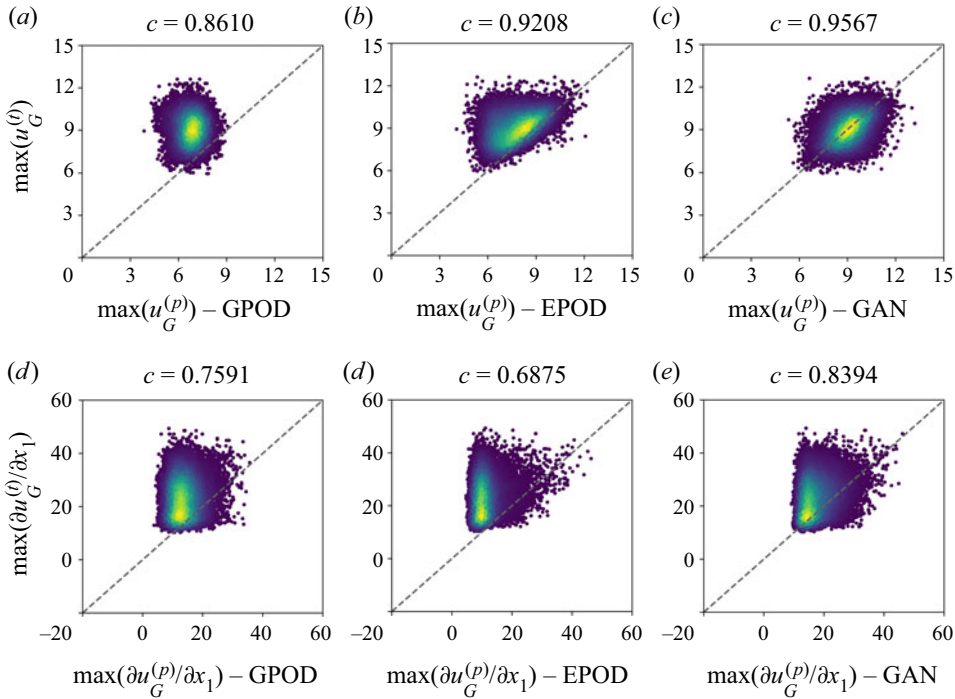 (a) (b) (c)
c = 0.8610 c = 0.9208 c = 0.9567
15 15 15
12 12 12
9 9 9
6 6 6
3 3 3
0 3 6 9 12 15 0 3 6 9 12 15 0 3 6 9 12 15
max(u_G^{(t)})
max(u_G^{(p)}) – GPOD max(u_G^{(p)}) – EPOD max(u_G^{(p)}) – GAN
(d) (d) (e)
c = 0.7591 c = 0.6875 c = 0.8394
60 60 60
40 40 40
20 20 20
0 0 0
–20 0 20 40 60 –20 0 20 40 60 –20 0 20 40 60
max(∂u_G^{(t)}/∂x_1)
max(∂u_G^{(p)}/∂x_1) – GPOD max(∂u_G^{(p)}/∂x_1) – EPOD max(∂u_G^{(p)}/∂x_1) – GAN